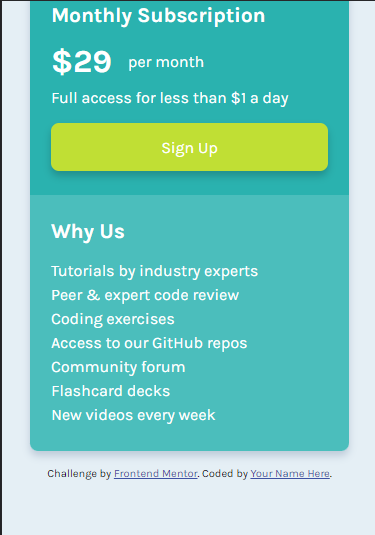 Monthly Subscription
$29 per month
Full access for less than $1 a day
Sign Up
Why Us
Tutorials by industry experts
Peer & expert code review
Coding exercises
Access to our GitHub repos
Community forum
Flashcard decks
New videos every week
Challenge by Frontend Mentor. Coded by Your Name Here.